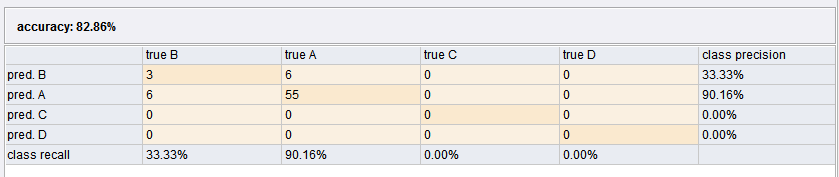 accuracy: 82.86%
true B true A true C true D class precision
pred. B 3 6 0 0 33.33%
pred. A 6 55 0 0 90.16%
pred. C 0 0 0 0 0.00%
pred. D 0 0 0 0 0.00%
class recall 33.33% 90.16% 0.00% 0.00%